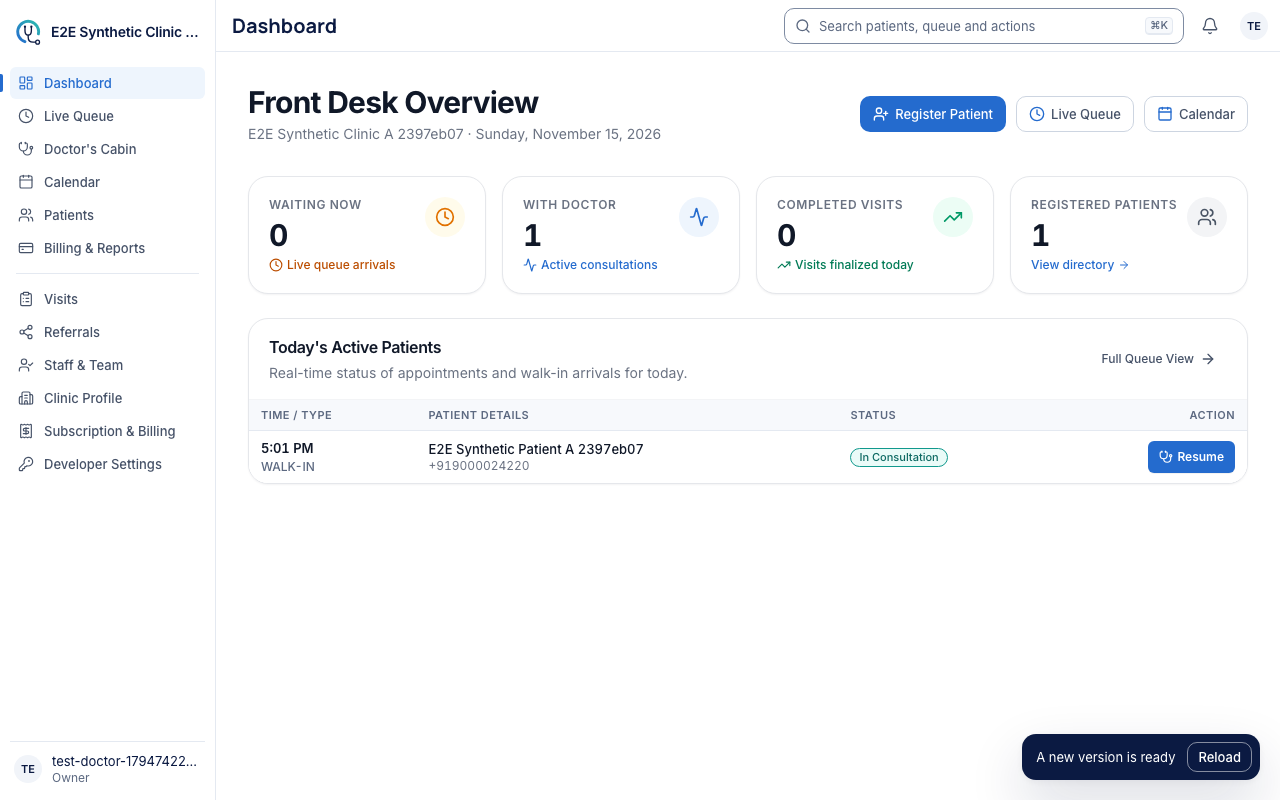 E2E Synthetic Clinic ...
Dashboard
Live Queue
Doctor's Cabin
Calendar
Patients
Billing & Reports
Visits
Referrals
Staff & Team
Clinic Profile
Subscription & Billing
Developer Settings
TE
test-doctor-17947422...
Owner
Dashboard
Search patients, queue and actions
⌘K
TE
Front Desk Overview
E2E Synthetic Clinic A 2397eb07 · Sunday, November 15, 2026
Register Patient
Live Queue
Calendar
WAITING NOW
0
Live queue arrivals
WITH DOCTOR
1
Active consultations
COMPLETED VISITS
0
Visits finalized today
REGISTERED PATIENTS
1
View directory →
Today's Active Patients
Real-time status of appointments and walk-in arrivals for today.
Full Queue View →
TIME / TYPE PATIENT DETAILS STATUS ACTION
5:01 PM
WALK-IN
E2E Synthetic Patient A 2397eb07
+919000024220
In Consultation
Resume
A new version is ready
Reload